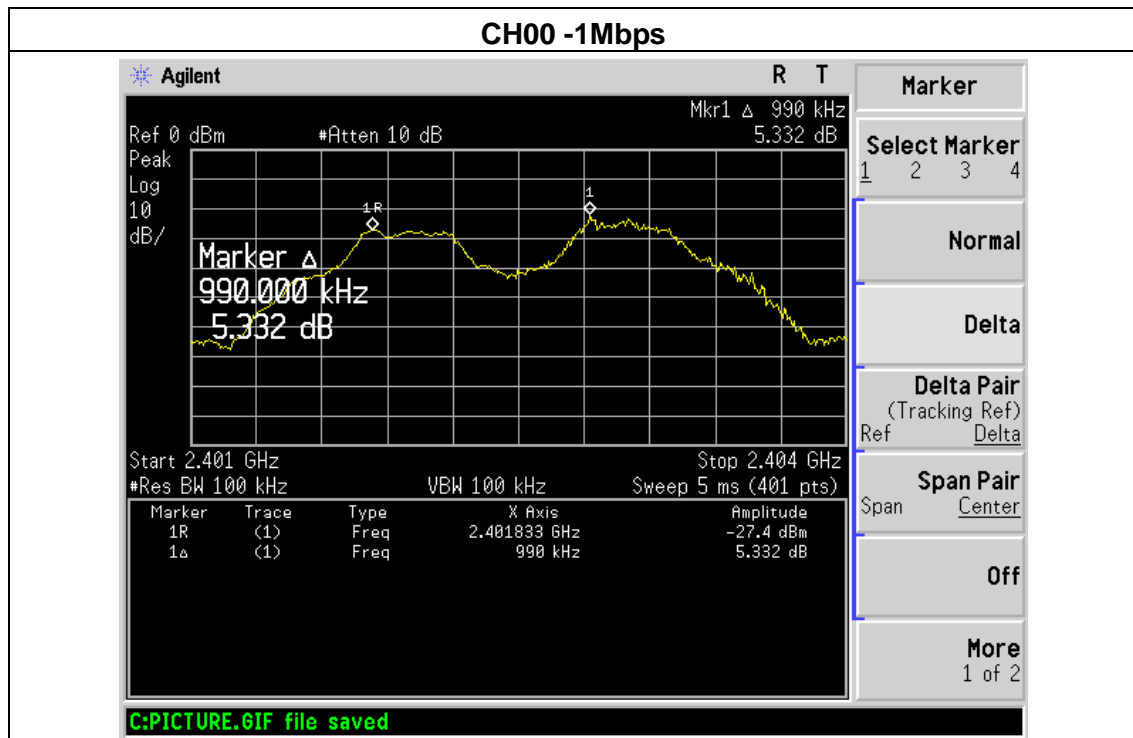 CH00 -1Mbps
Agilent R T
Mkr1 Δ 990 kHz
Ref 0 dBm #Atten 10 dB 5.332 dB
Peak
Log
10
dB/
1R
1
Marker Δ
990.000 kHz
5.332 dB
Start 2.401 GHz Stop 2.404 GHz
#Res BW 100 kHz VBW 100 kHz Sweep 5 ms (401 pts)
Marker Trace Type X Axis Amplitude
1R (1) Freq 2.401833 GHz -27.4 dBm
1Δ (1) Freq 990 kHz 5.332 dB
C:PICTURE.GIF file saved
Marker
Select Marker
1 2 3 4
Normal
Delta
Delta Pair
(Tracking Ref)
Ref Delta
Span Pair
Span Center
Off
More
1 of 2